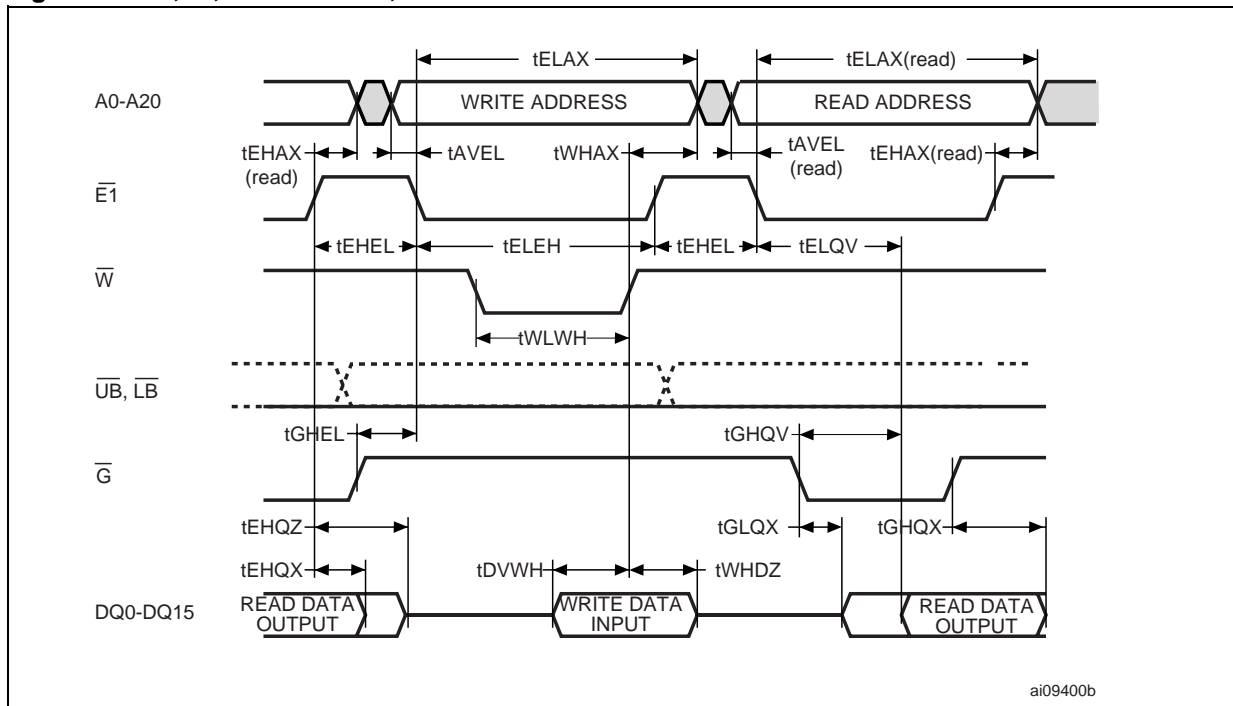 tELAX tELAX(read)
A0-A20 WRITE ADDRESS READ ADDRESS
tEHAX (read) tAVEL tWHAX tAVEL (read) tEHAX(read)
E1
tEHEL tELEH tEHEL tELQV
W
tWLWH
UB, LB
tGHEL tGHQV
G
tEHQZ tGLQX tGHQX
tEHQX tDVWH tWHDZ
DQ0-DQ15 READ DATA OUTPUT WRITE DATA INPUT READ DATA OUTPUT
ai09400b